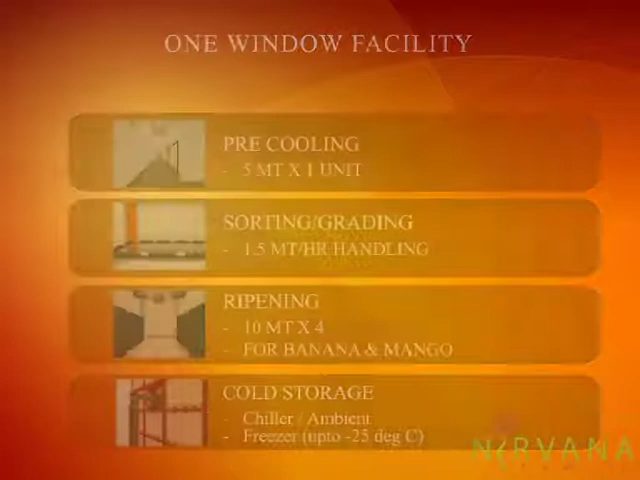 ONE WINDOW FACILITY
PRE COOLING
- 5 MT X 1 UNIT
SORTING/GRADING
- 1.5 MT/HR HANDLING
RIPENING
- 10 MT X 4
- FOR BANANA & MANGO
COLD STORAGE
- Chiller / Ambient
- Freezer (upto -25 deg C)
NIRVANA